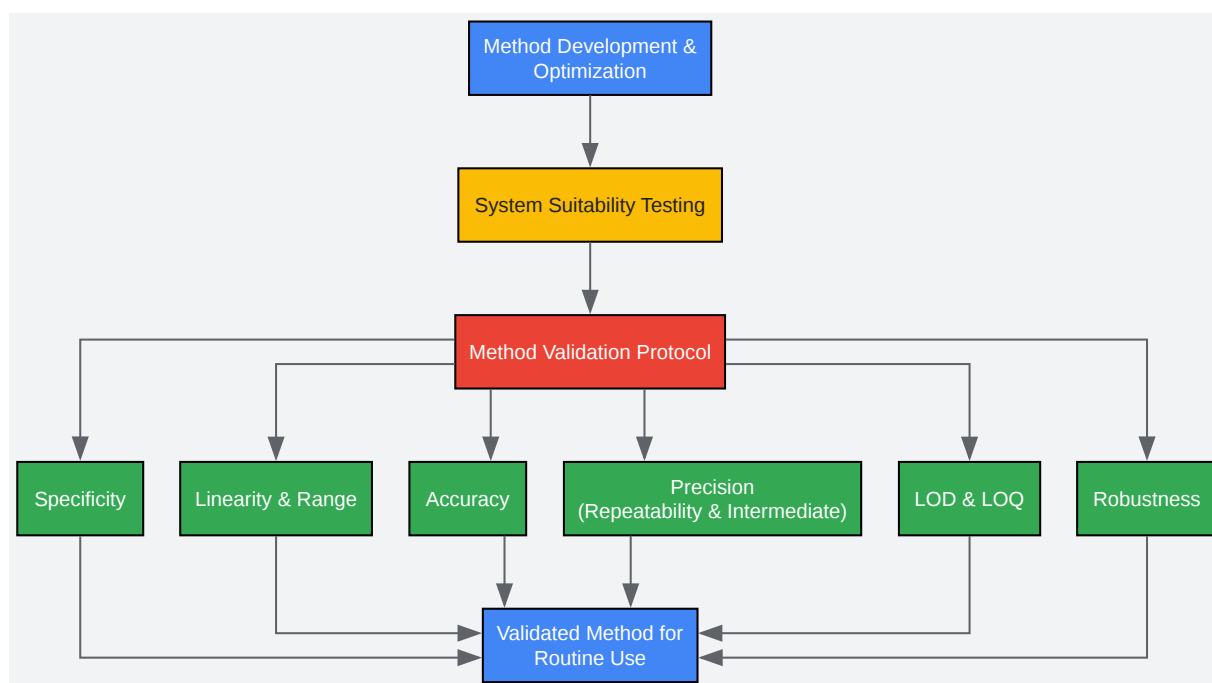 Method Development &
Optimization
System Suitability Testing
Method Validation Protocol
Specificity
Linearity & Range
Accuracy
Precision
(Repeatability & Intermediate)
LOD & LOQ
Robustness
Validated Method for
Routine Use